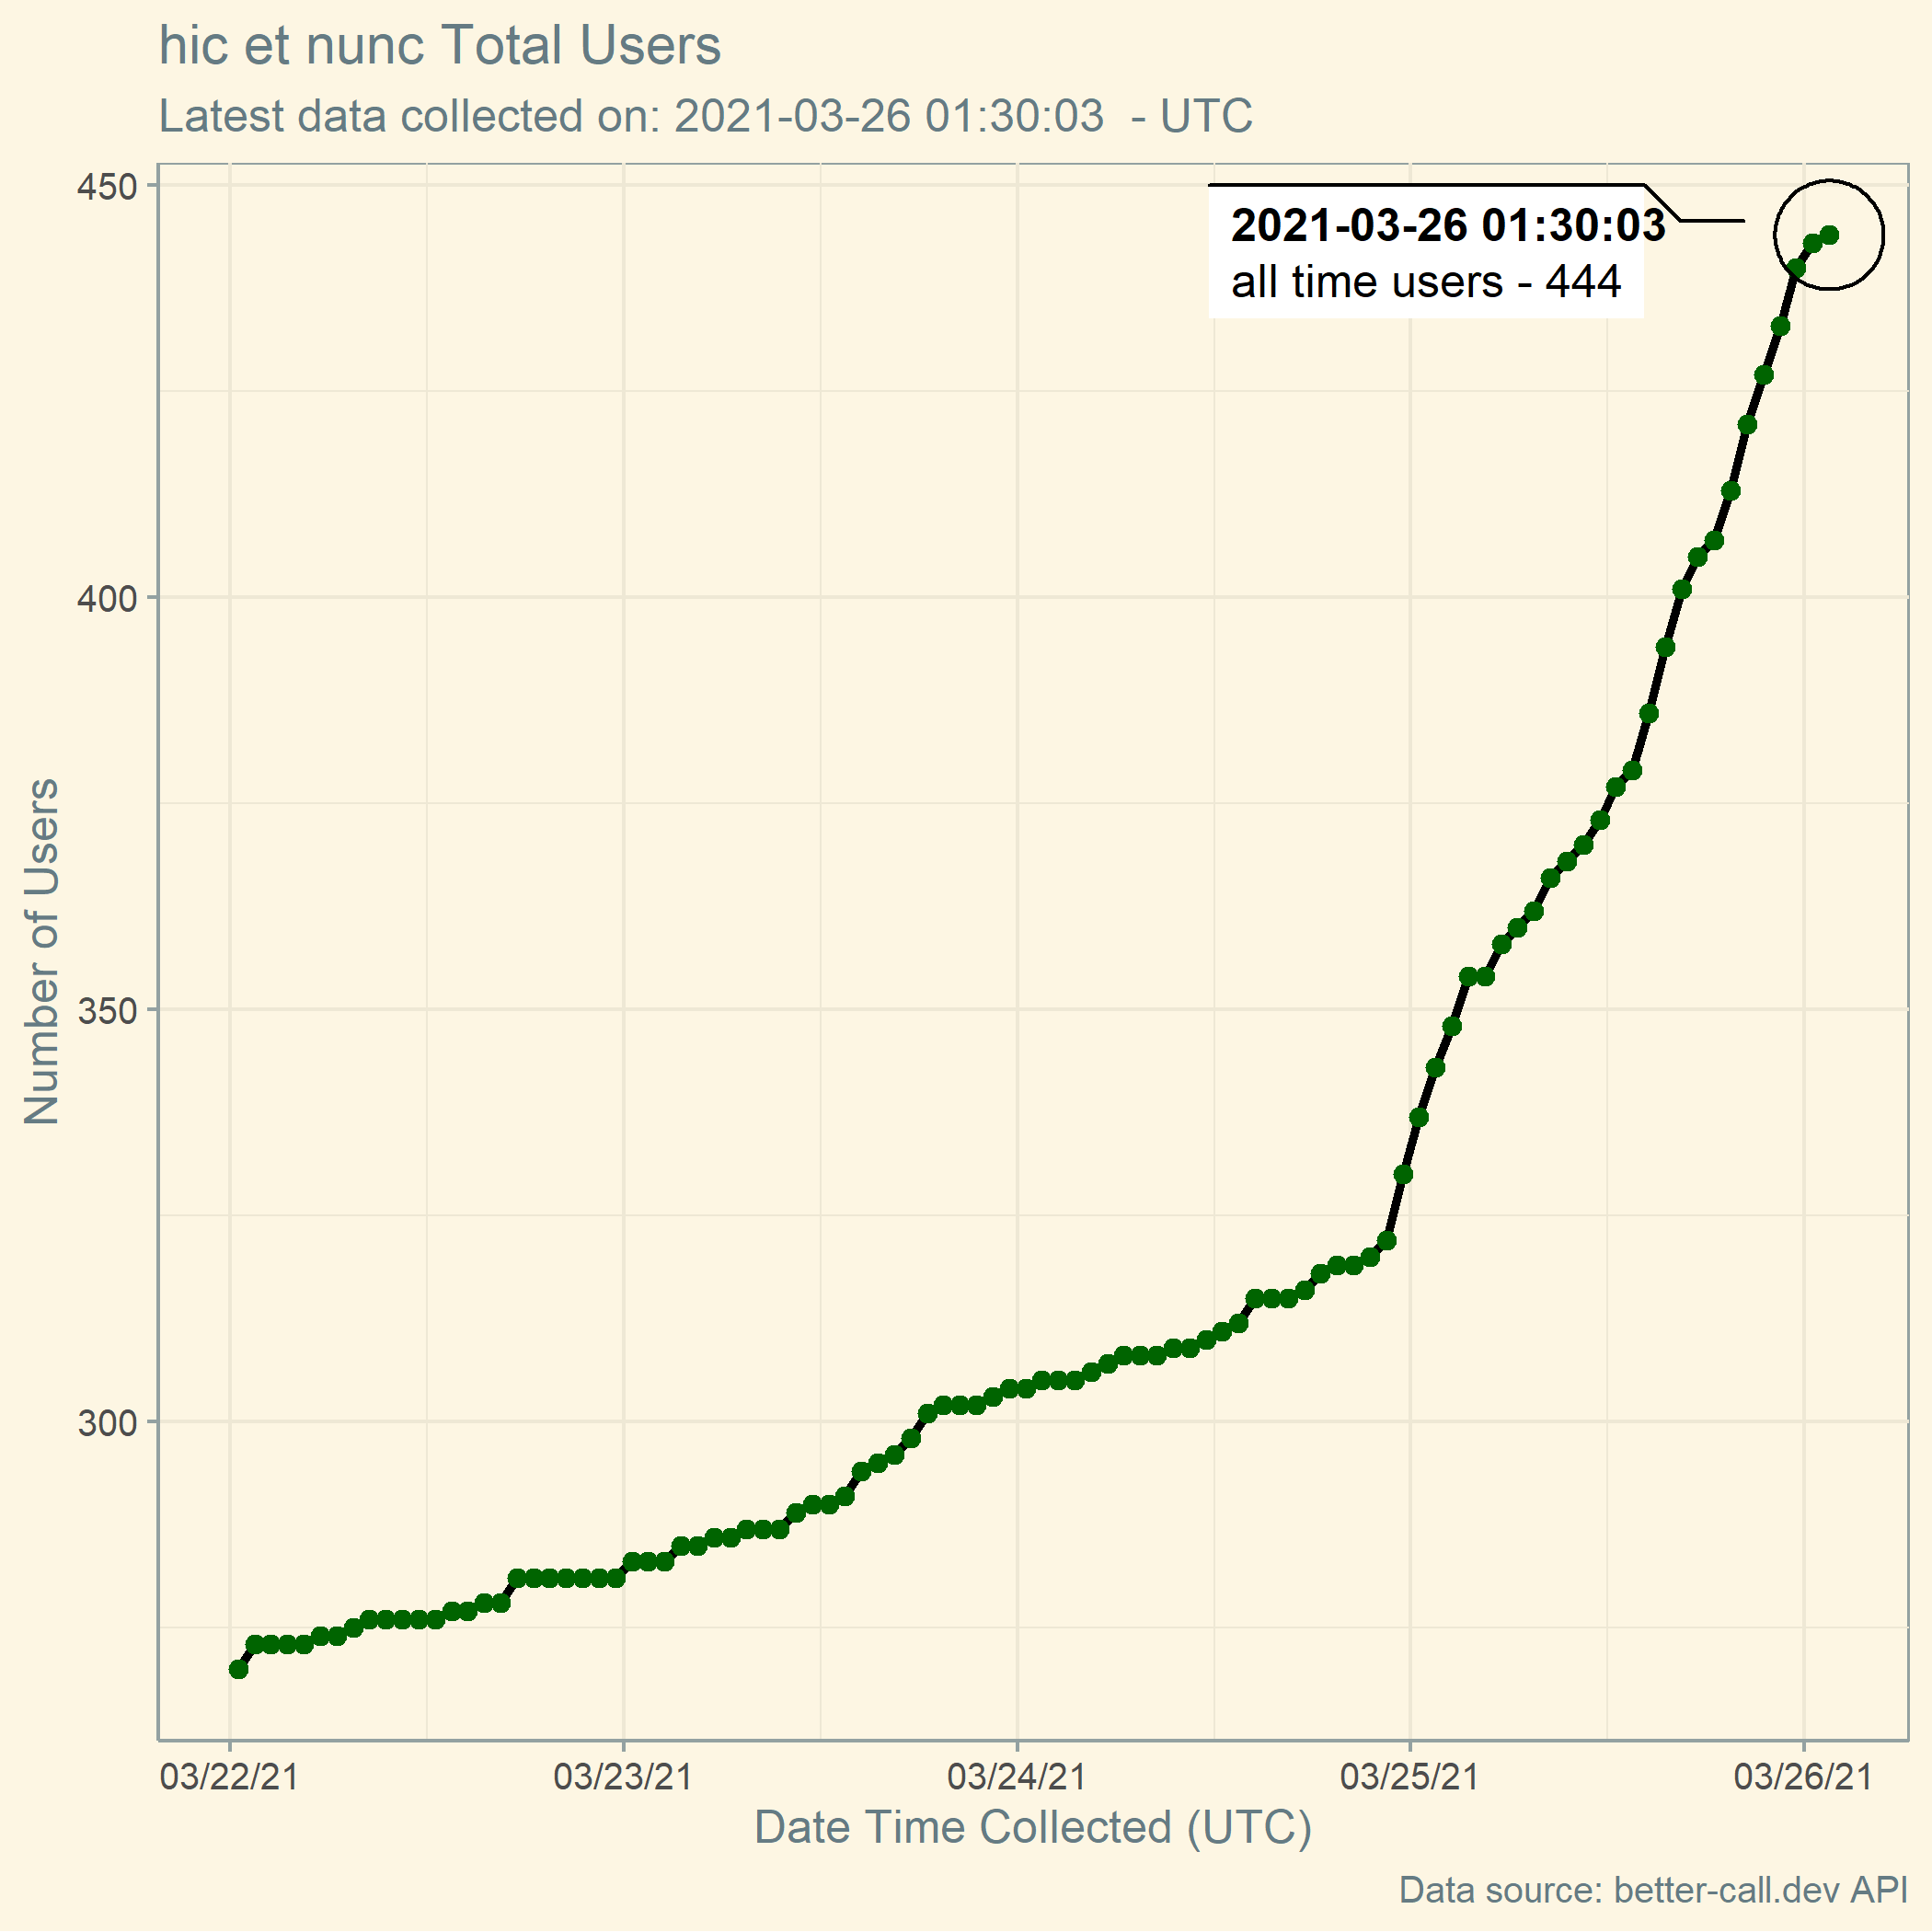 hic et nunc Total Users
Latest data collected on: 2021-03-26 01:30:03  - UTC
450
2021-03-26 01:30:03
all time users - 444
400
Number of Users
350
300
03/22/21 03/23/21 03/24/21 03/25/21 03/26/21
Date Time Collected (UTC)
Data source: better-call.dev API